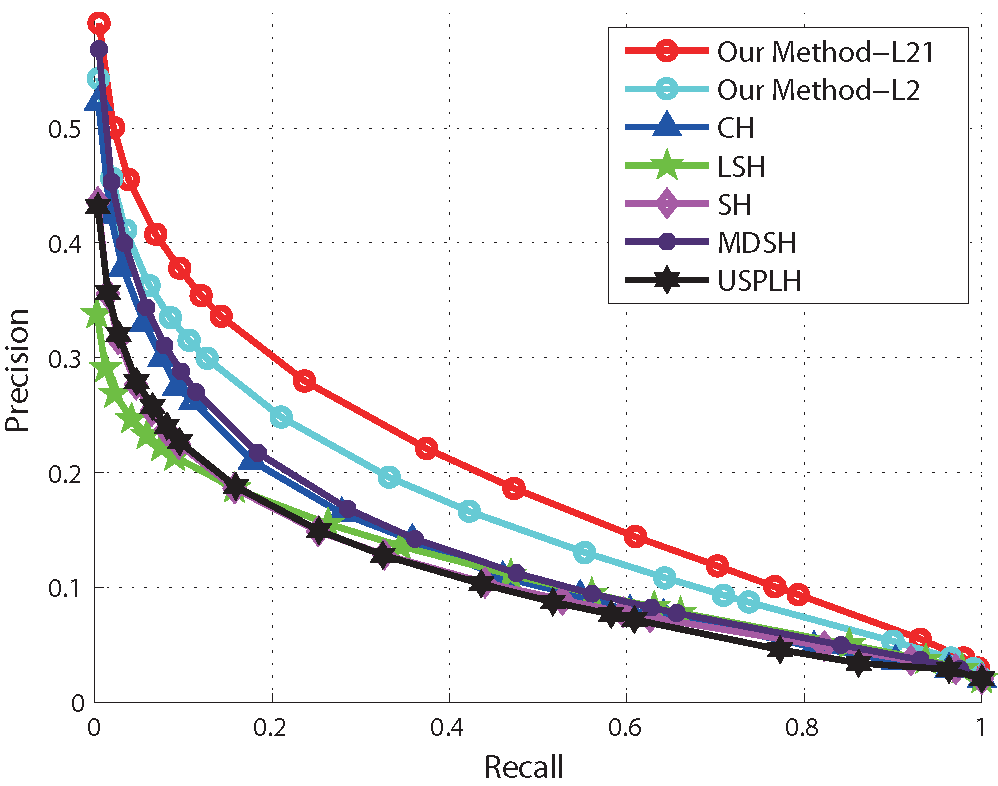 Our Method−L21
Our Method−L2
CH
LSH
SH
MDSH
USPLH
0.5
0.4
0.3
0.2
0.1
0
0
0.2
0.4
0.6
0.8
1
Precision
Recall